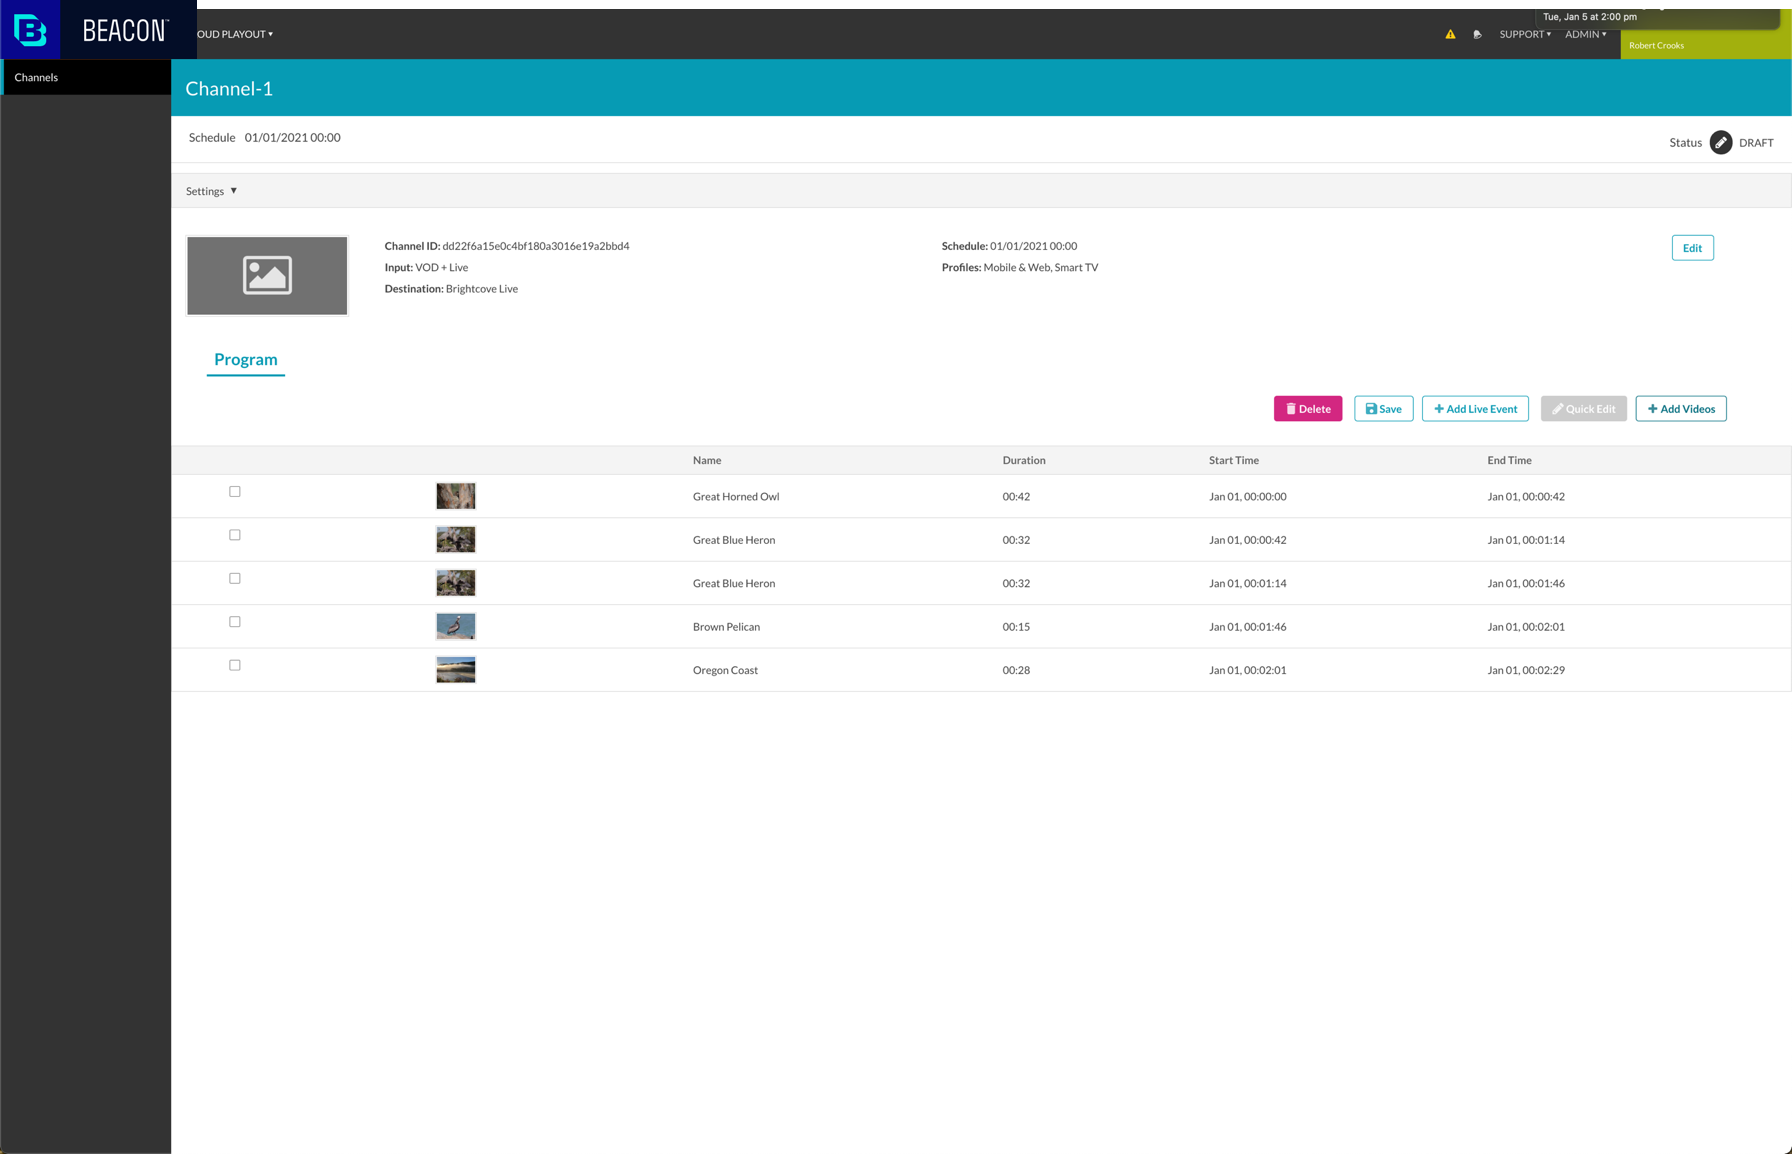 BEACON™
OUD PLAYOUT ▾
Tue, Jan 5 at 2:00 pm
SUPPORT ▾
ADMIN ▾
Robert Crooks
Channels
Channel-1
Schedule 01/01/2021 00:00
Status DRAFT
Settings ▼
Channel ID: dd22f6a15e0c4bf180a3016e19a2bbd4
Input: VOD + Live
Destination: Brightcove Live
Schedule: 01/01/2021 00:00
Profiles: Mobile & Web, Smart TV
Edit
Program
Delete Save + Add Live Event Quick Edit + Add Videos
Name Duration Start Time End Time
Great Horned Owl 00:42 Jan 01, 00:00:00 Jan 01, 00:00:42
Great Blue Heron 00:32 Jan 01, 00:00:42 Jan 01, 00:01:14
Great Blue Heron 00:32 Jan 01, 00:01:14 Jan 01, 00:01:46
Brown Pelican 00:15 Jan 01, 00:01:46 Jan 01, 00:02:01
Oregon Coast 00:28 Jan 01, 00:02:01 Jan 01, 00:02:29